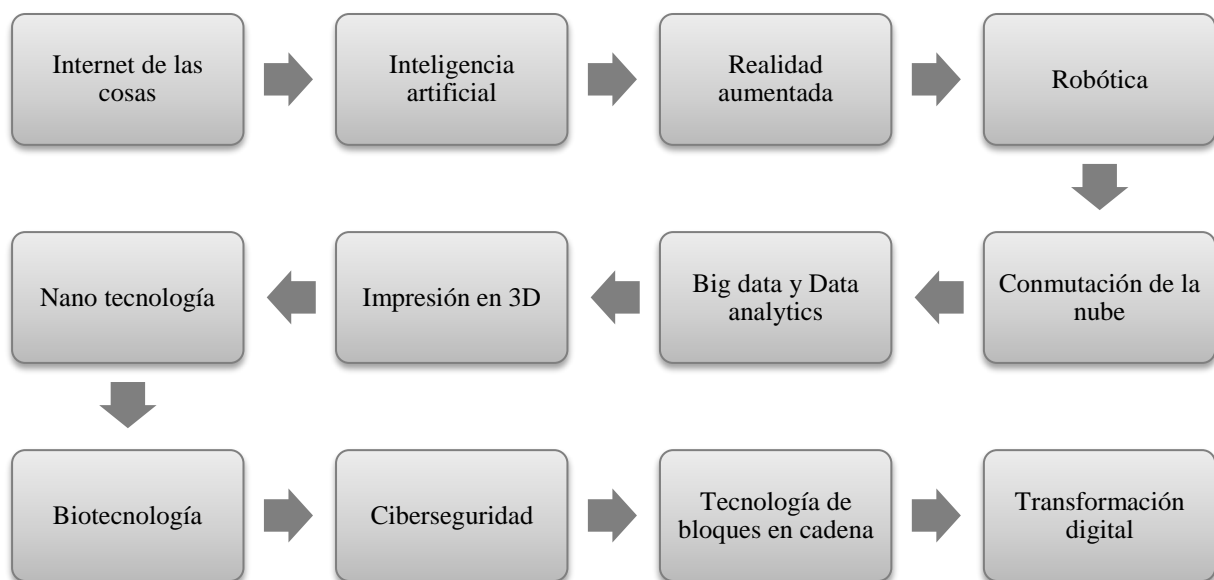 Internet de las
cosas
Inteligencia
artificial
Realidad
aumentada
Robótica
Conmutación de la
nube
Big data y Data
analytics
Impresión en 3D
Nano tecnología
Biotecnología
Ciberseguridad
Tecnología de
bloques en cadena
Transformación
digital